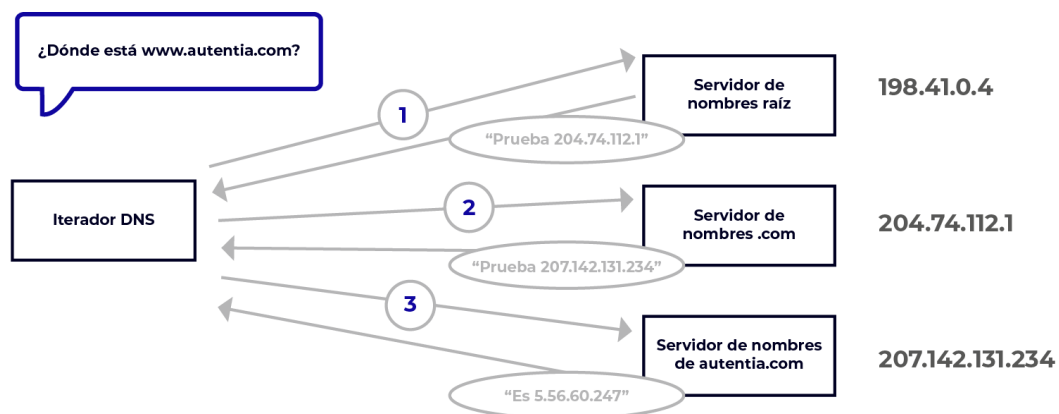 ¿Dónde está www.autentia.com?
Iterador DNS
1
Servidor de
nombres raíz
198.41.0.4
“Prueba 204.74.112.1”
2
Servidor de
nombres .com
204.74.112.1
“Prueba 207.142.131.234”
3
Servidor de nombres
de autentia.com
207.142.131.234
“Es 5.56.60.247”